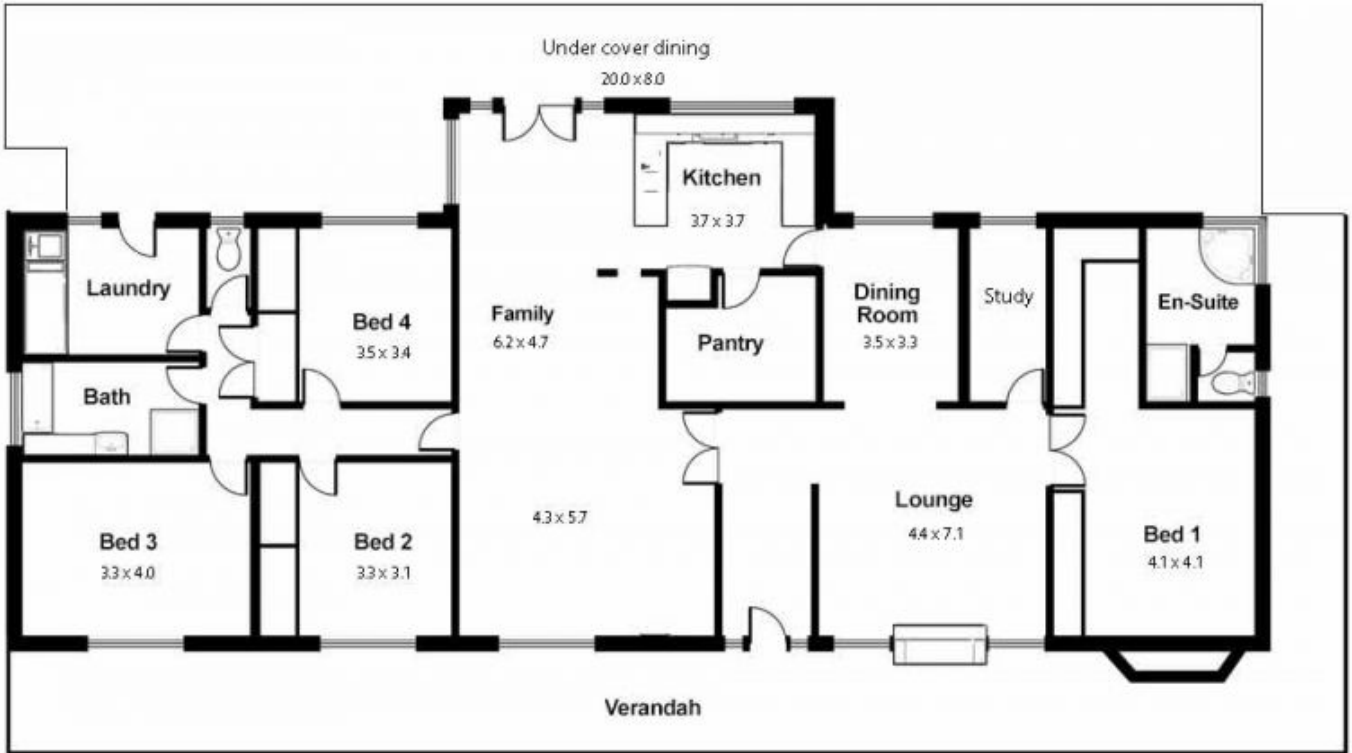 Under cover dining
20.0 x 8.0
Kitchen
3.7 x 3.7
Laundry
Bed 4
3.5 x 3.4
Family
6.2 x 4.7
Pantry
Dining
Room
3.5 x 3.3
Study
En-Suite
Bath
Bed 3
3.3 x 4.0
Bed 2
3.3 x 3.1
4.3 x 5.7
Lounge
4.4 x 7.1
Bed 1
4.1 x 4.1
Verandah